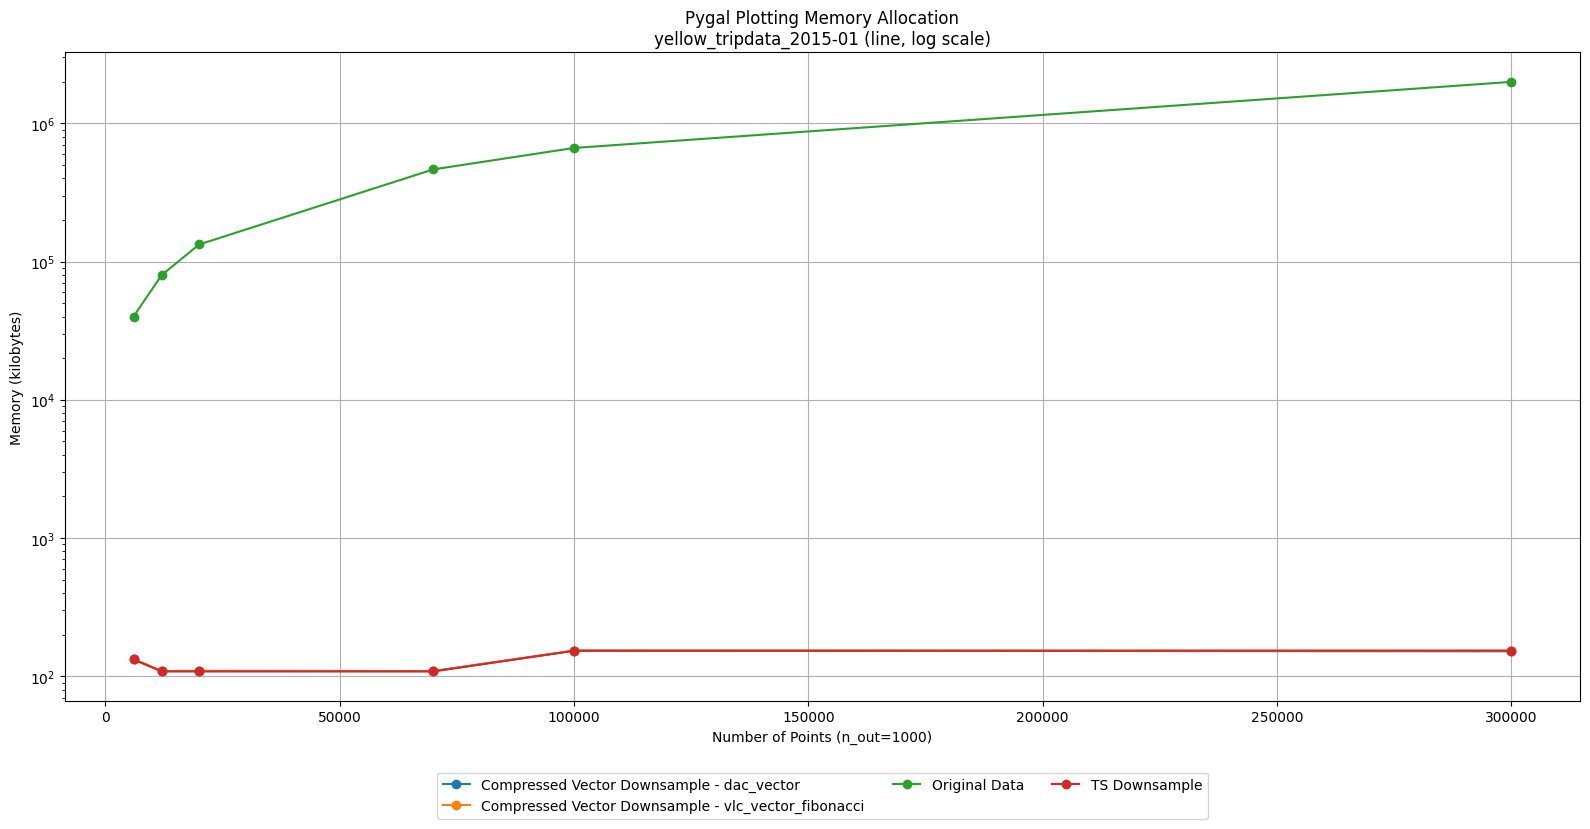 Pygal Plotting Memory Allocation
yellow_tripdata_2015-01 (line, log scale)
Memory (kilobytes)
10^6
10^5
10^4
10^3
10^2
0 50000 100000 150000 200000 250000 300000
Number of Points (n_out=1000)
Compressed Vector Downsample - dac_vector
Compressed Vector Downsample - vlc_vector_fibonacci
Original Data
TS Downsample